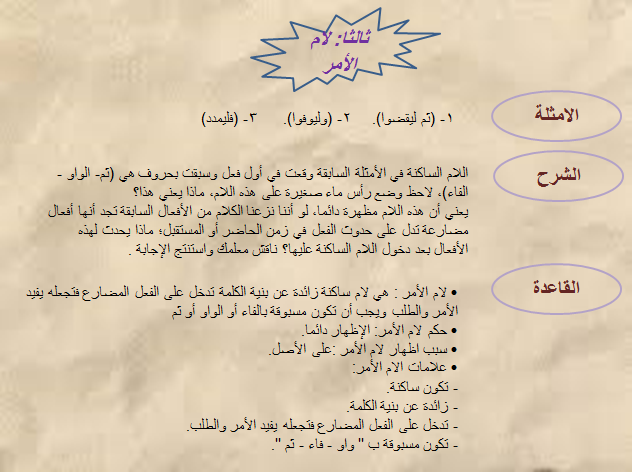 ثالثا: لام
الأمر
الامثلة
١- (ثم ليقضوا). ٢- (وليوفوا). ٣- (فليمدد)
الشرح
اللام الساكنة في الأمثلة السابقة وقعت في أول فعل وسبقت بحروف هي (ثم- الواو -
الفاء)، لاحظ وضع رأس ماء صغيرة على هذه اللام، ماذا يعني هذا؟
يعني أن هذه اللام مظهرة دائما، لو أننا نزعنا الكلام من الأفعال السابقة تجد أنها أفعال
مضارعة تدل على حدوث الفعل في زمن الحاضر أو المستقبل؛ ماذا يحدث لهذه
الأفعال بعد دخول اللام الساكنة عليها؟ ناقش معلمك واستنتج الإجابة .
القاعدة
• لام الأمر : هي لام ساكنة زائدة عن بنية الكلمة تدخل على الفعل المضارع فتجعله يفيد
الأمر والطلب ويجب أن تكون مسبوقة بالفاء أو الواو أو ثم
• حكم لام الأمر: الإظهار دائما.
• سبب اظهار لام الأمر :على الأصل.
• علامات الام الأمر:
- تكون ساكنة.
- زائدة عن بنية الكلمة.
- تدخل على الفعل المضارع فتجعله يفيد الأمر والطلب.
- تكون مسبوقة ب " واو - فاء - ثم ".